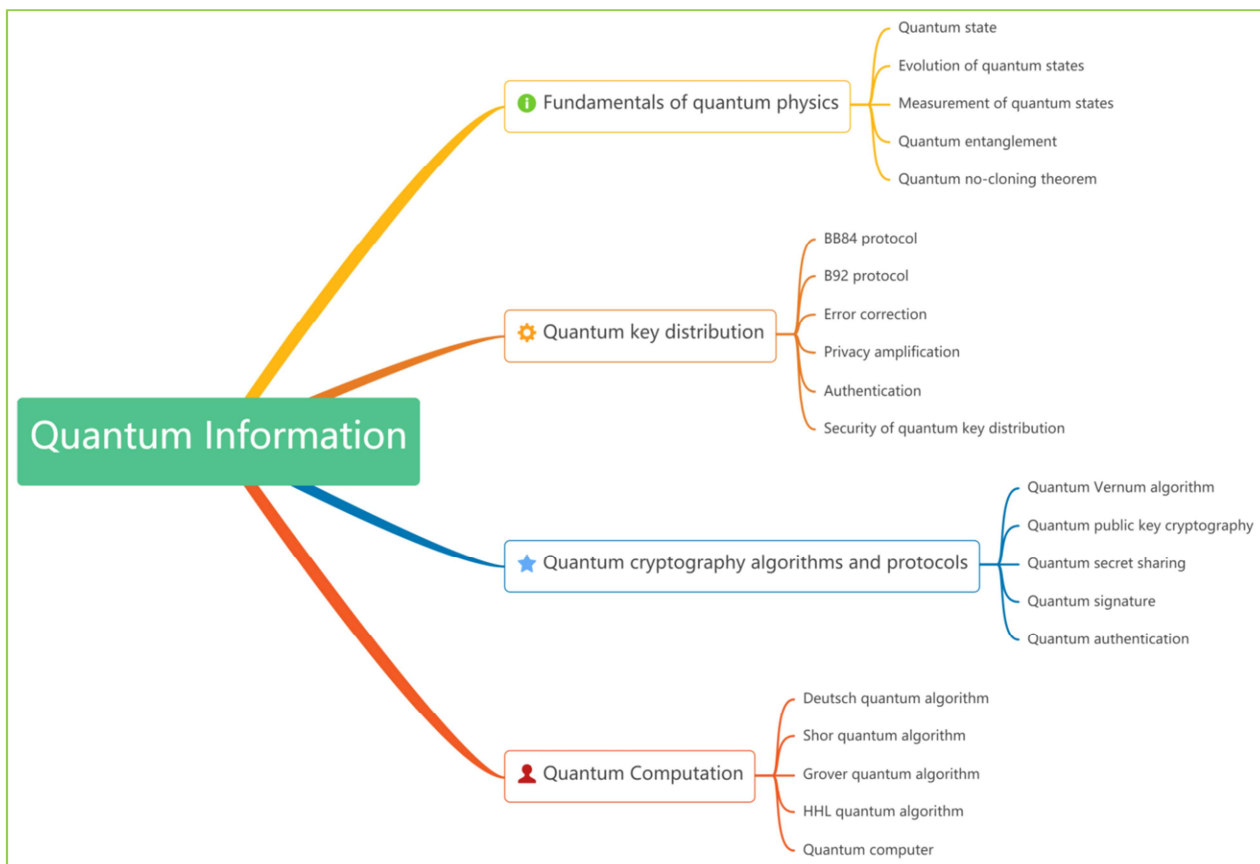 Quantum Information
Fundamentals of quantum physics
Quantum state
Evolution of quantum states
Measurement of quantum states
Quantum entanglement
Quantum no-cloning theorem
Quantum key distribution
BB84 protocol
B92 protocol
Error correction
Privacy amplification
Authentication
Security of quantum key distribution
Quantum cryptography algorithms and protocols
Quantum Vernum algorithm
Quantum public key cryptography
Quantum secret sharing
Quantum signature
Quantum authentication
Quantum Computation
Deutsch quantum algorithm
Shor quantum algorithm
Grover quantum algorithm
HHL quantum algorithm
Quantum computer